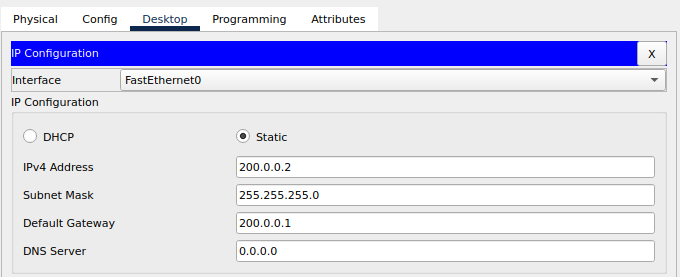 Physical Config Desktop Programming Attributes
IP Configuration X
Interface FastEthernet0
IP Configuration
DHCP Static
IPv4 Address 200.0.0.2
Subnet Mask 255.255.255.0
Default Gateway 200.0.0.1
DNS Server 0.0.0.0